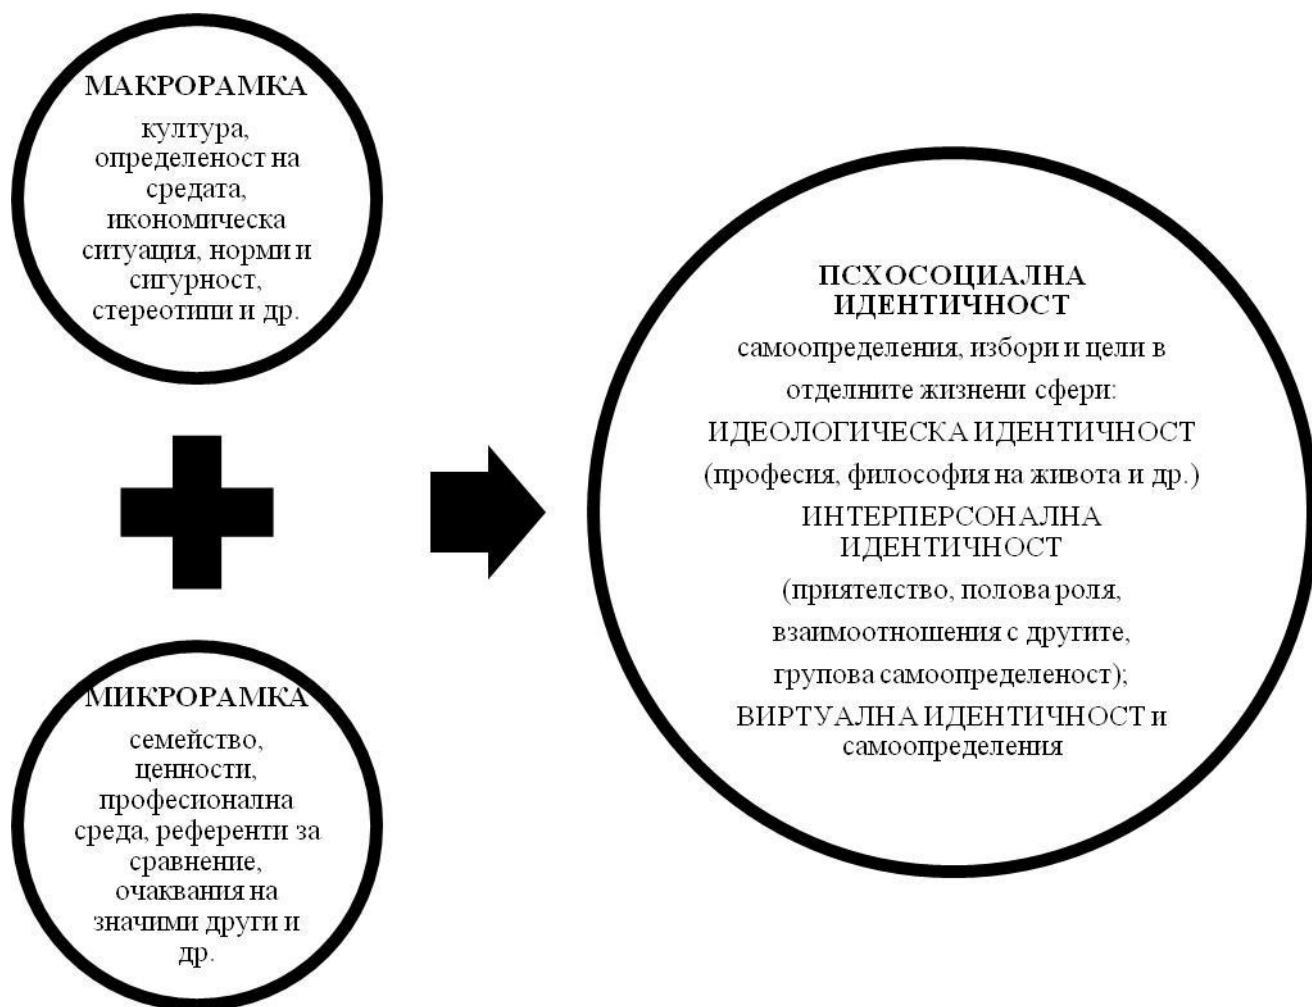 МАКРОРАМКА
култура,
определеност на
средата,
икономическа
ситуация, норми и
сигурност,
стереотипи и др.
МИКРОРАМКА
семейство,
ценности,
професионална
среда, референти за
сравнение,
очаквания на
значими други и
др.
ПСХОСОЦИАЛНА
ИДЕНТИЧНОСТ
самоопределения, избори и цели в
отделните жизнени сфери:
ИДЕОЛОГИЧЕСКА ИДЕНТИЧНОСТ
(професия, философия на живота и др.)
ИНТЕРПЕРСОНАЛНА
ИДЕНТИЧНОСТ
(приятелство, полова роля,
взаимоотношения с другите,
групова самоопределеност);
ВИРТУАЛНА ИДЕНТИЧНОСТ и
самоопределения